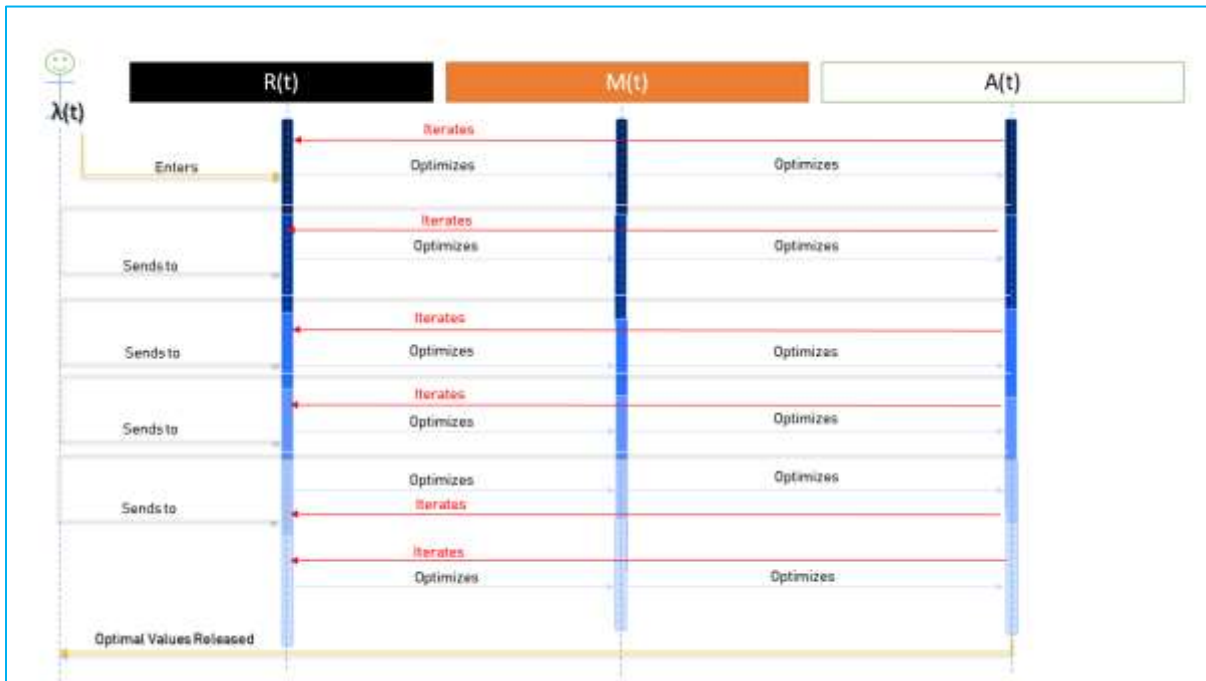 R(t) M(t) A(t)
λ(t)
Iterates
Enters Optimizes Optimizes
Iterates
Optimizes Optimizes
Sends to
Iterates
Sends to Optimizes Optimizes
Iterates
Optimizes Optimizes
Sends to
Optimizes Optimizes
Iterates
Sends to
Iterates
Optimizes Optimizes
Optimal Values Released